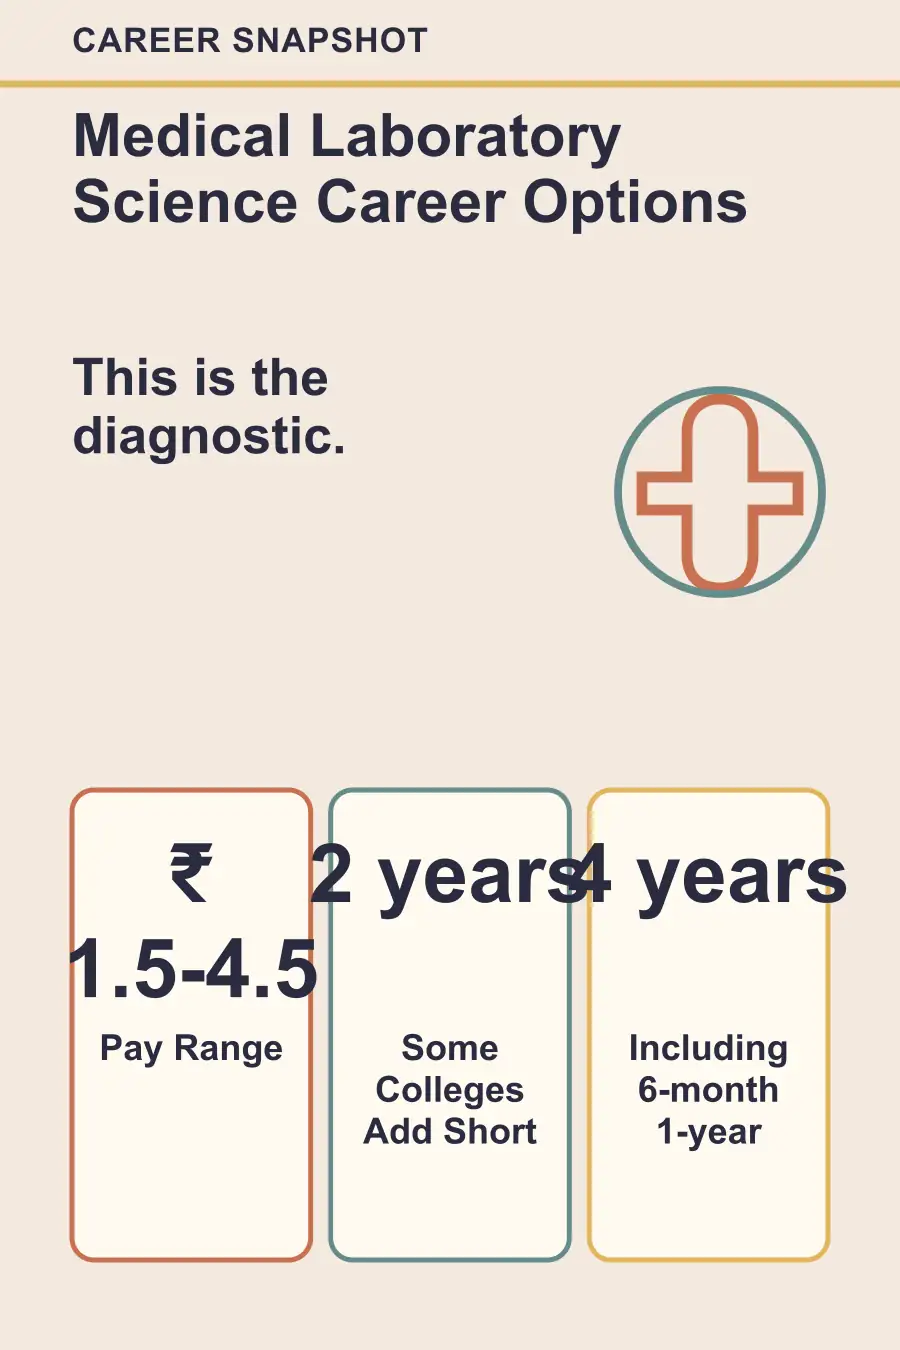 CAREER SNAPSHOT
Medical Laboratory
Science Career Options
This is the
diagnostic.
₹
1.5-4.5
Pay Range
2 years
Some
Colleges
Add Short
4 years
Including
6-month
1-year